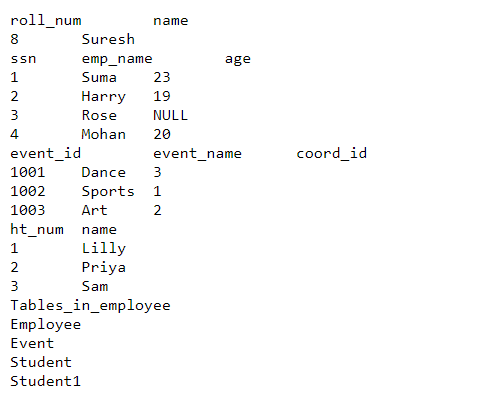 roll_num name
8 Suresh
ssn emp_name age
1 Suma 23
2 Harry 19
3 Rose NULL
4 Mohan 20
event_id event_name coord_id
1001 Dance 3
1002 Sports 1
1003 Art 2
ht_num name
1 Lilly
2 Priya
3 Sam
Tables_in_employee
Employee
Event
Student
Student1